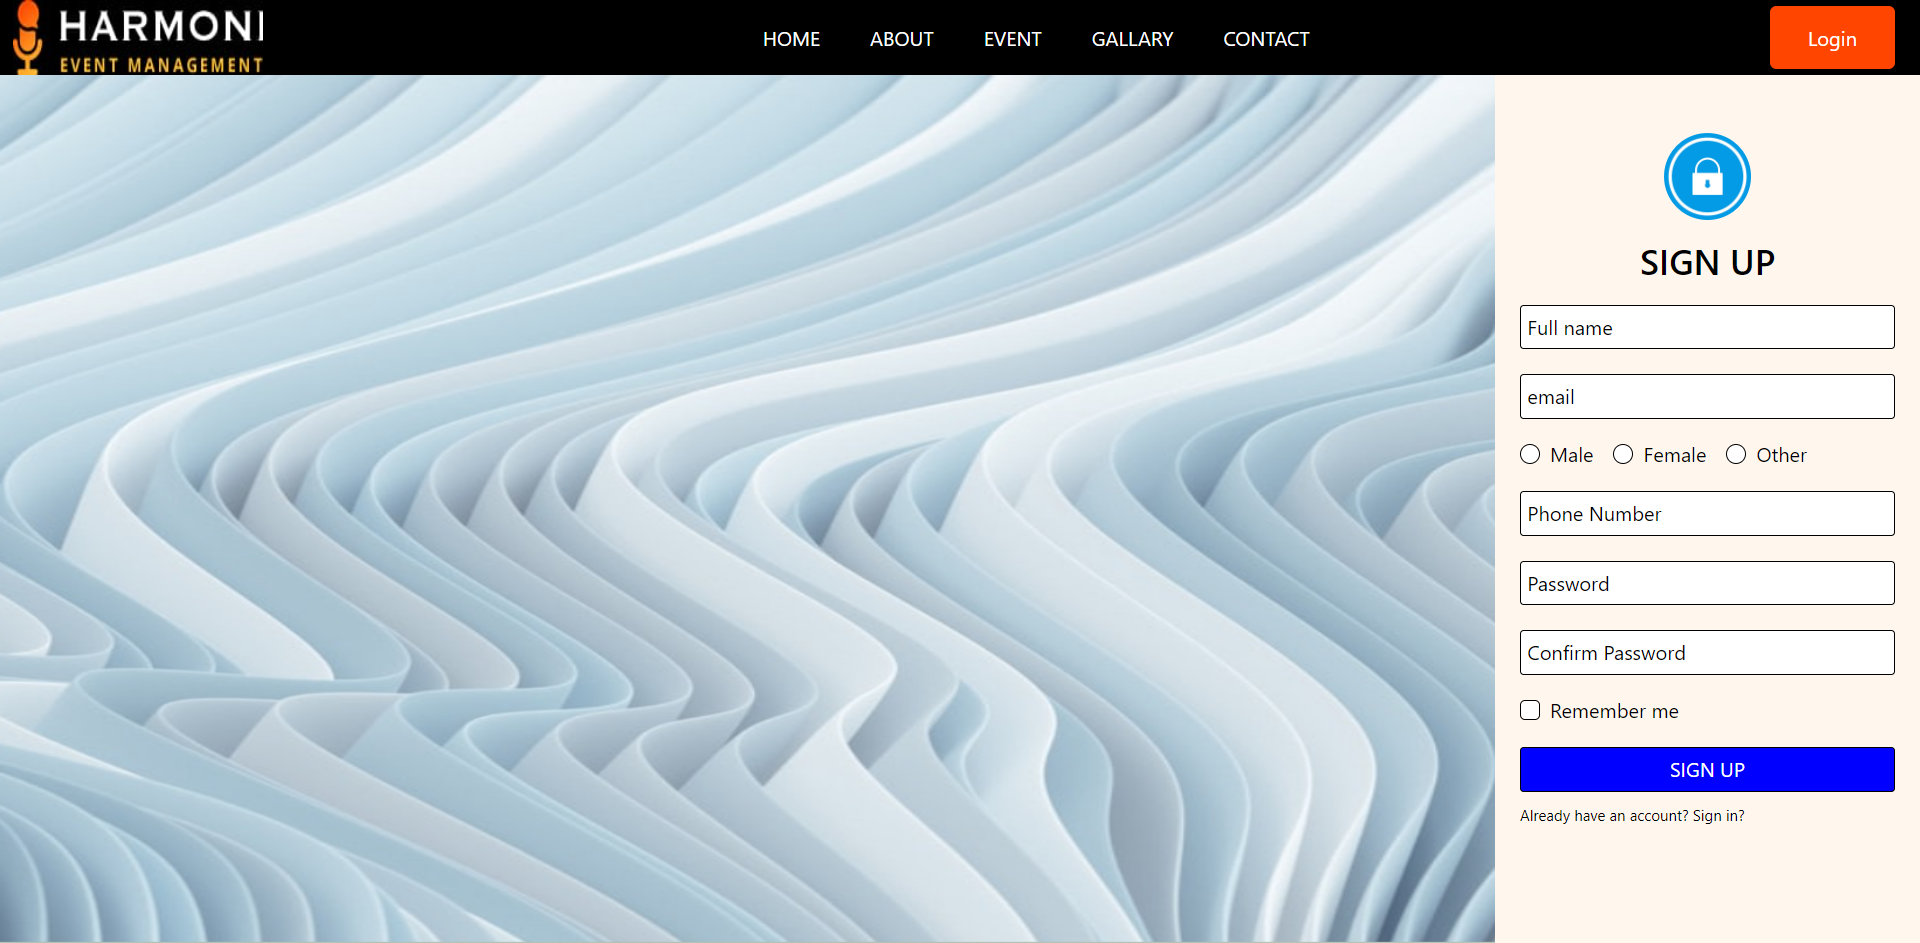 HARMONI
EVENT MANAGEMENT
HOME ABOUT EVENT GALLARY CONTACT
Login
SIGN UP
Full name
email
Male Female Other
Phone Number
Password
Confirm Password
Remember me
SIGN UP
Already have an account? Sign in?